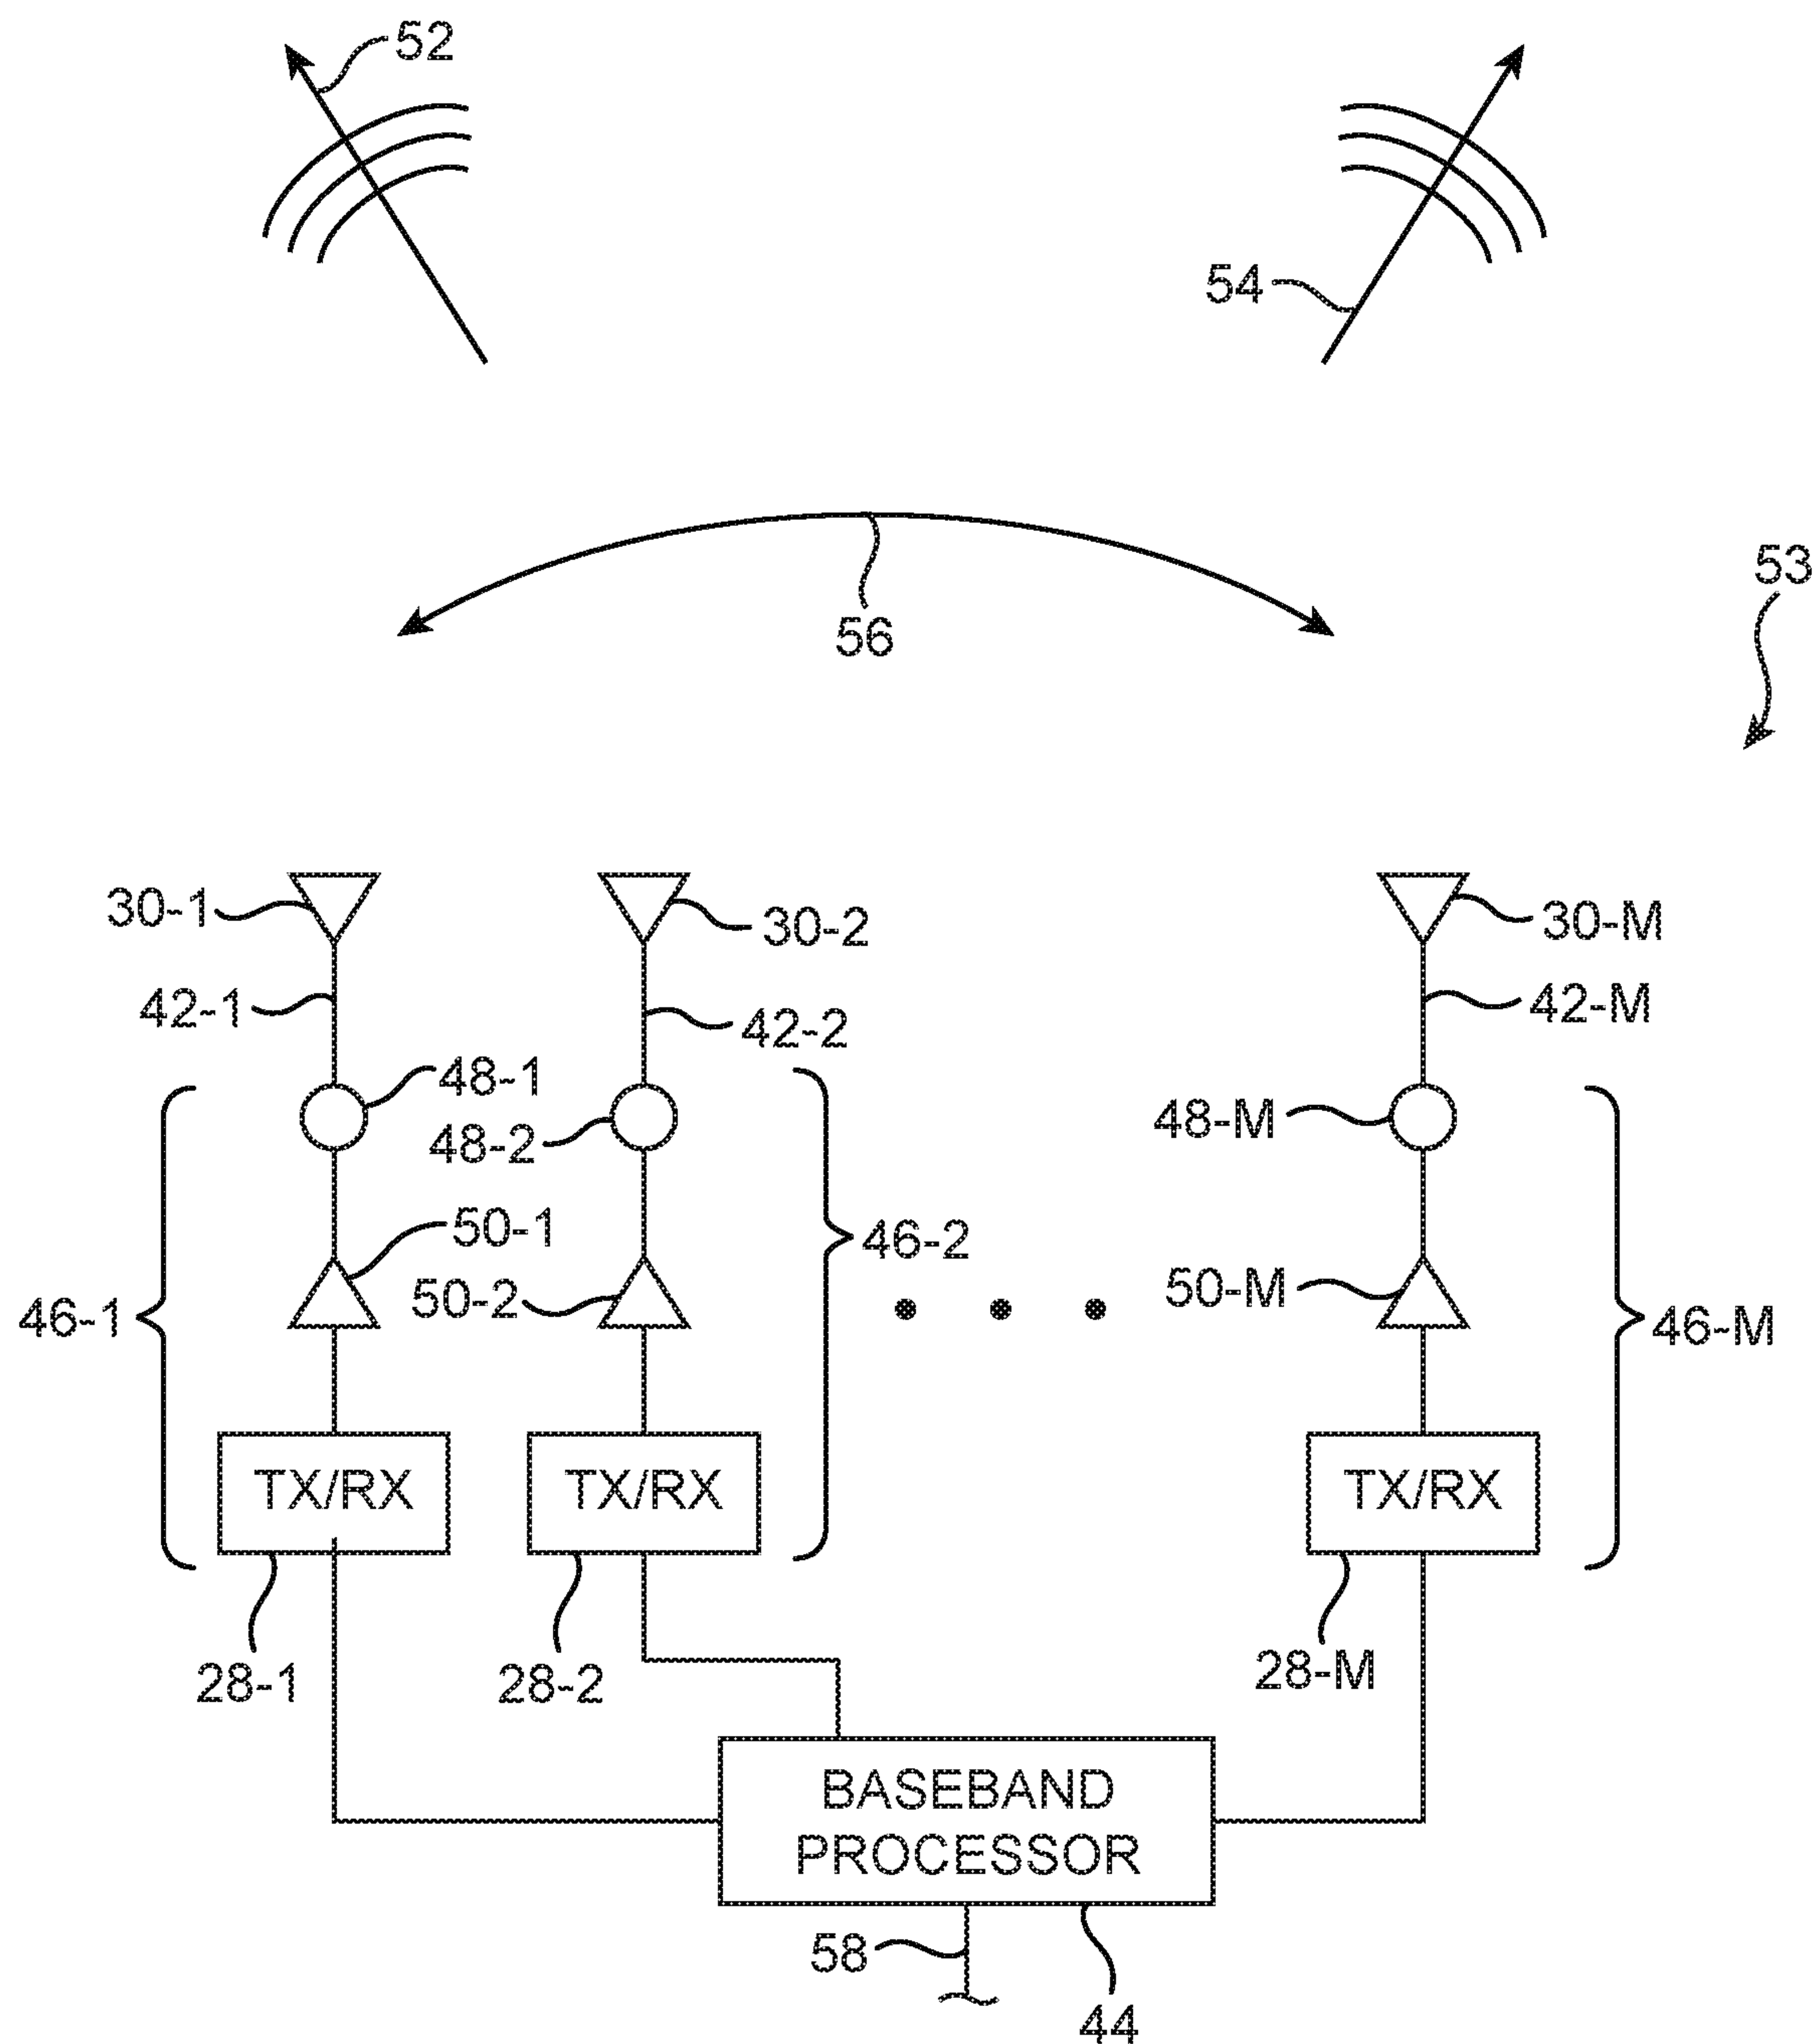 52
54
56
53
30-1
30-2
30-M
42-1
42-2
42-M
48-1
48-2
48-M
50-1
46-2
50-2
50-M
46-1
46-M
TX/RX
TX/RX
TX/RX
28-1
28-2
28-M
BASEBAND
PROCESSOR
58
44